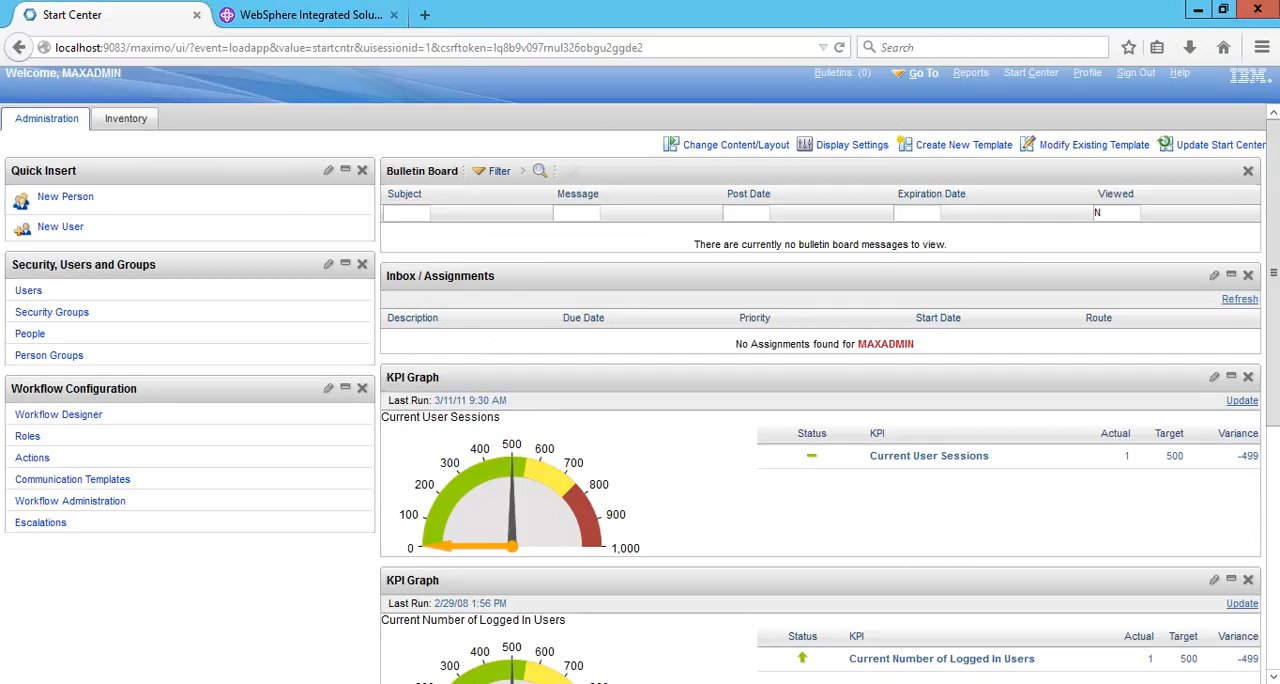 Start Center
WebSphere Integrated Solu...
localhost:9083/maximo/ui/?event=loadapp&value=startcntr&uisessionid=1&csrftoken=lq8b9v097rnul326obgu2ggde2
Search
Welcome, MAXADMIN
Bulletins: (0)
Go To
Reports
Start Center
Profile
Sign Out
Help
IBM.
Administration
Inventory
Change Content/Layout
Display Settings
Create New Template
Modify Existing Template
Update Start Center
Quick Insert
New Person
New User
Security, Users and Groups
Users
Security Groups
People
Person Groups
Workflow Configuration
Workflow Designer
Roles
Actions
Communication Templates
Workflow Administration
Escalations
Bulletin Board
Filter
Subject Message Post Date Expiration Date Viewed
N
There are currently no bulletin board messages to view.
Inbox / Assignments
Refresh
Description Due Date Priority Start Date Route
No Assignments found for MAXADMIN
KPI Graph
Last Run: 3/11/11 9:30 AM
Update
Current User Sessions
0
100
200
300
400
500
600
700
800
900
1,000
Status KPI Actual Target Variance
Current User Sessions 1 500 -499
KPI Graph
Last Run: 2/29/08 1:56 PM
Update
Current Number of Logged In Users
300
400
500
600
700
Status KPI Actual Target Variance
Current Number of Logged In Users 1 500 -499